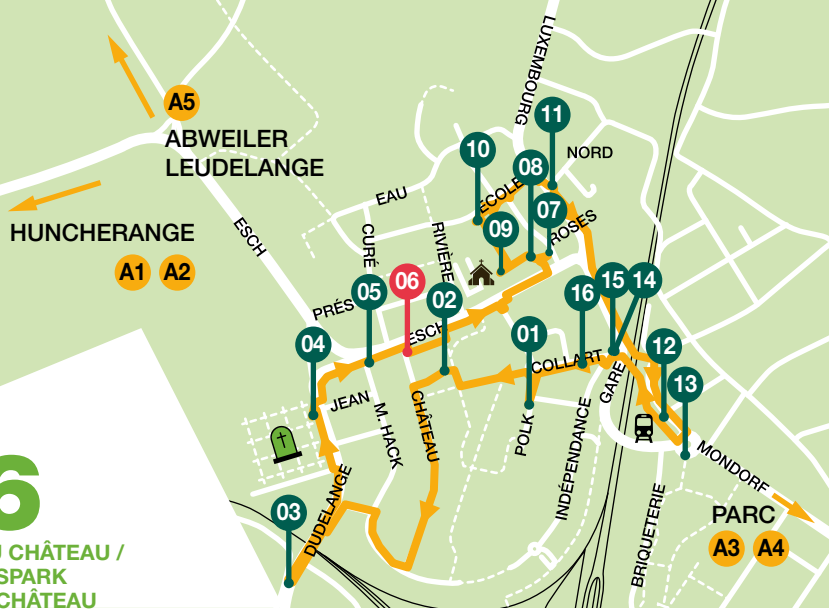 LUXEMBOURG
A5
ABWEILER
LEUDELANGE
11
10
08
NORD
ECOLE
EAU
07
ROSES
09
HUNCHERANGE
A1 A2
ESCH
CURÉ
RIVIÈRE
06
05
02
15
14
16
PRÉS
ESCH
01
04
COLLART
12
GARE
13
JEAN
M. HACK
CHÂTEAU
POLK
INDÉPENDANCE
MONDORF
DUDELANGE
BRIQUETERIE
PARC
A3 A4
03
6
CHÂTEAU /
SPARK
CHÂTEAU